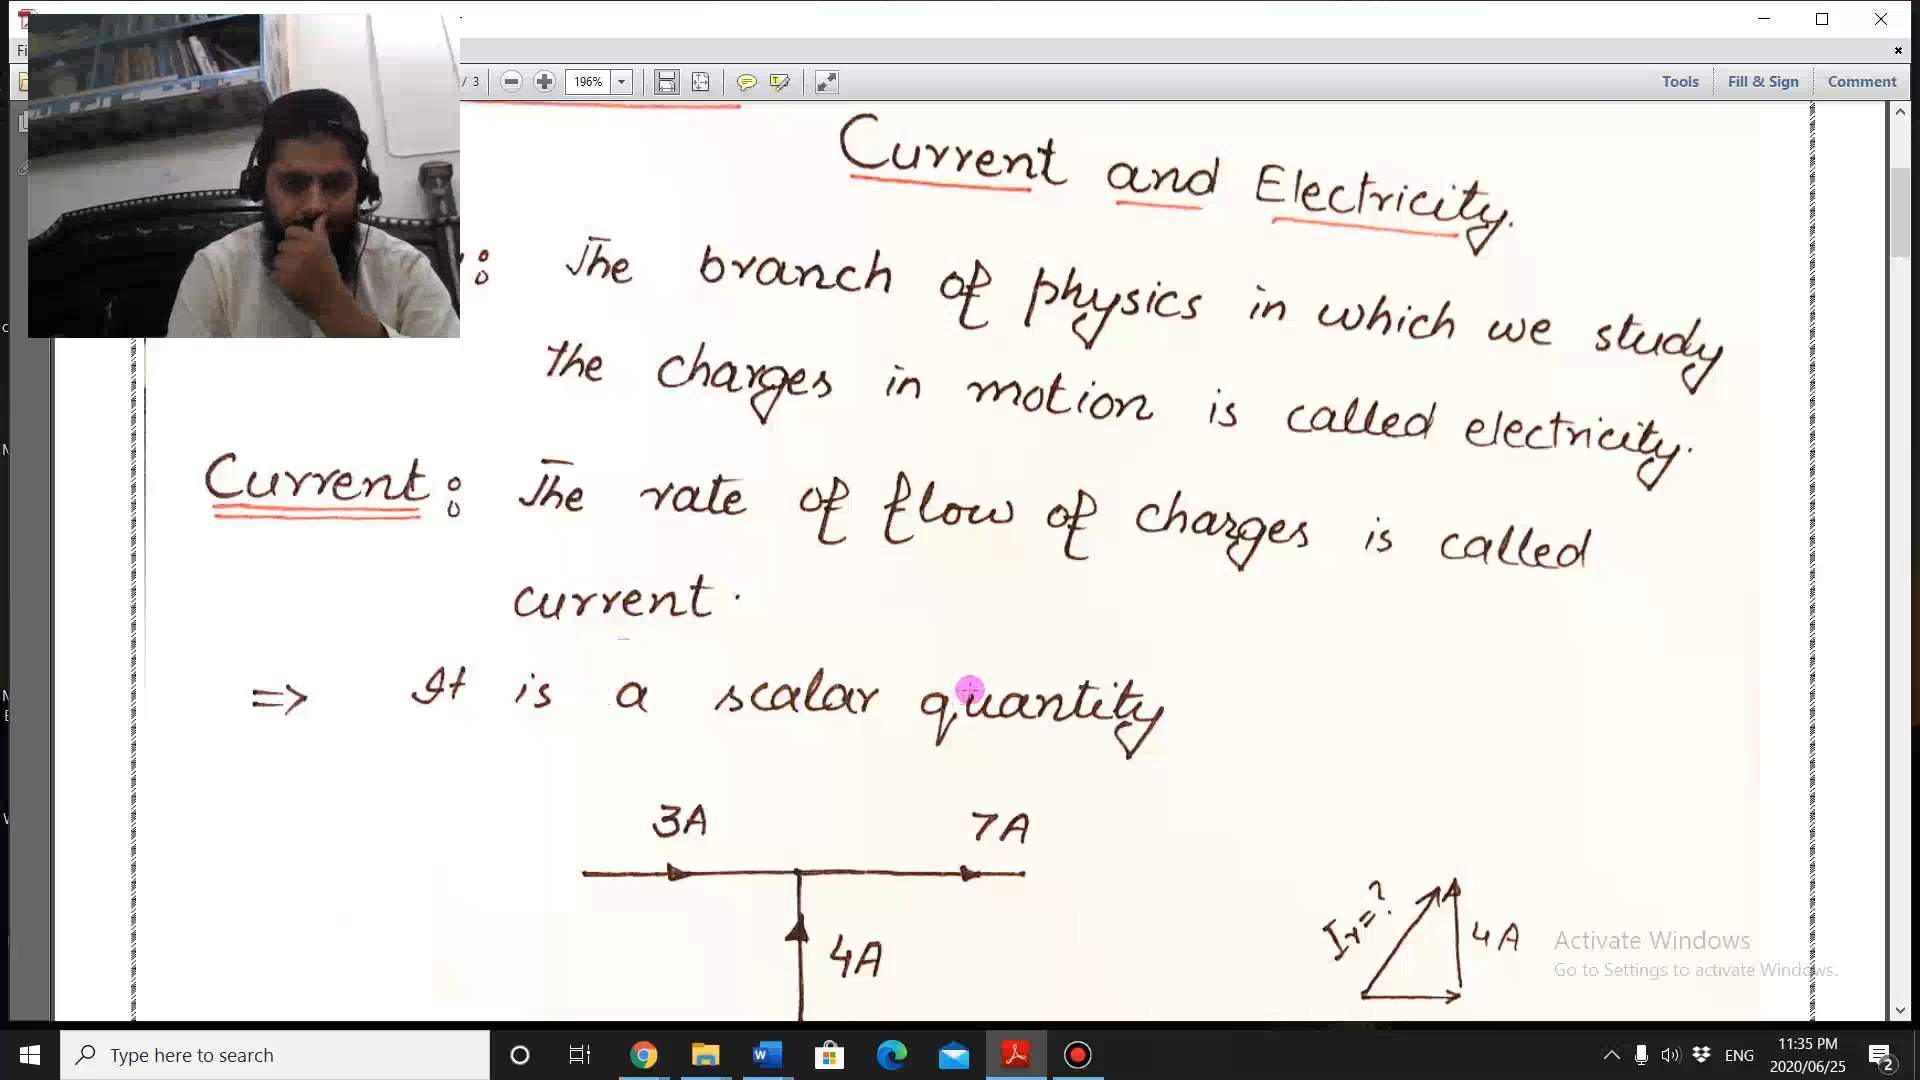 Fi
/ 3
196%
Tools
Fill & Sign
Comment
Current and Electricity.
: The branch of physics in which we study
the charges in motion is called electricity.
Current : The rate of flow of charges is called
current.
=> It is a scalar quantity
3A
7A
4A
Ir=?
4A
Activate Windows
Go to Settings to activate Windows.
Type here to search
ENG
11:35 PM
2020/06/25
2